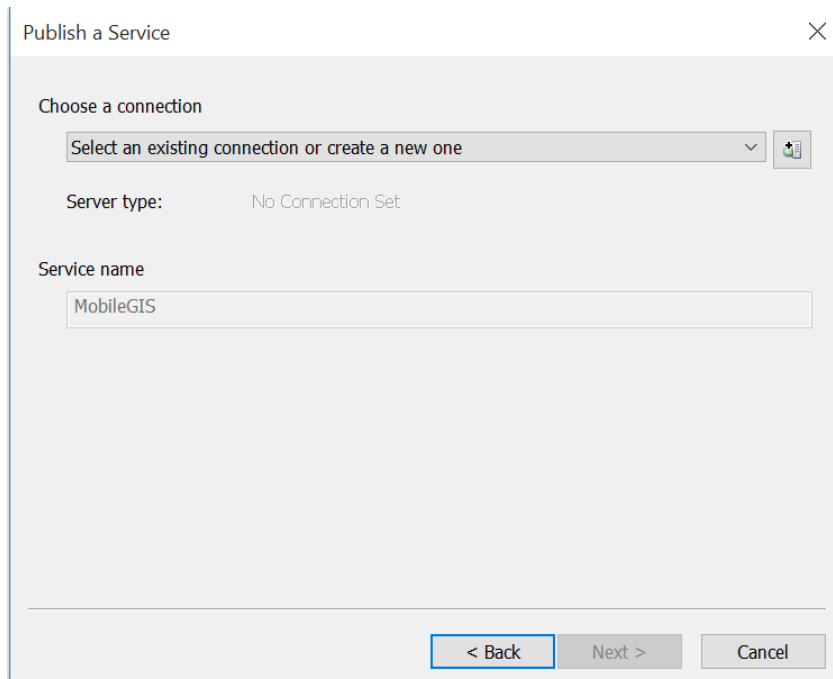 Publish a Service
Choose a connection
Select an existing connection or create a new one
Server type: No Connection Set
Service name
MobileGIS
< Back Next > Cancel